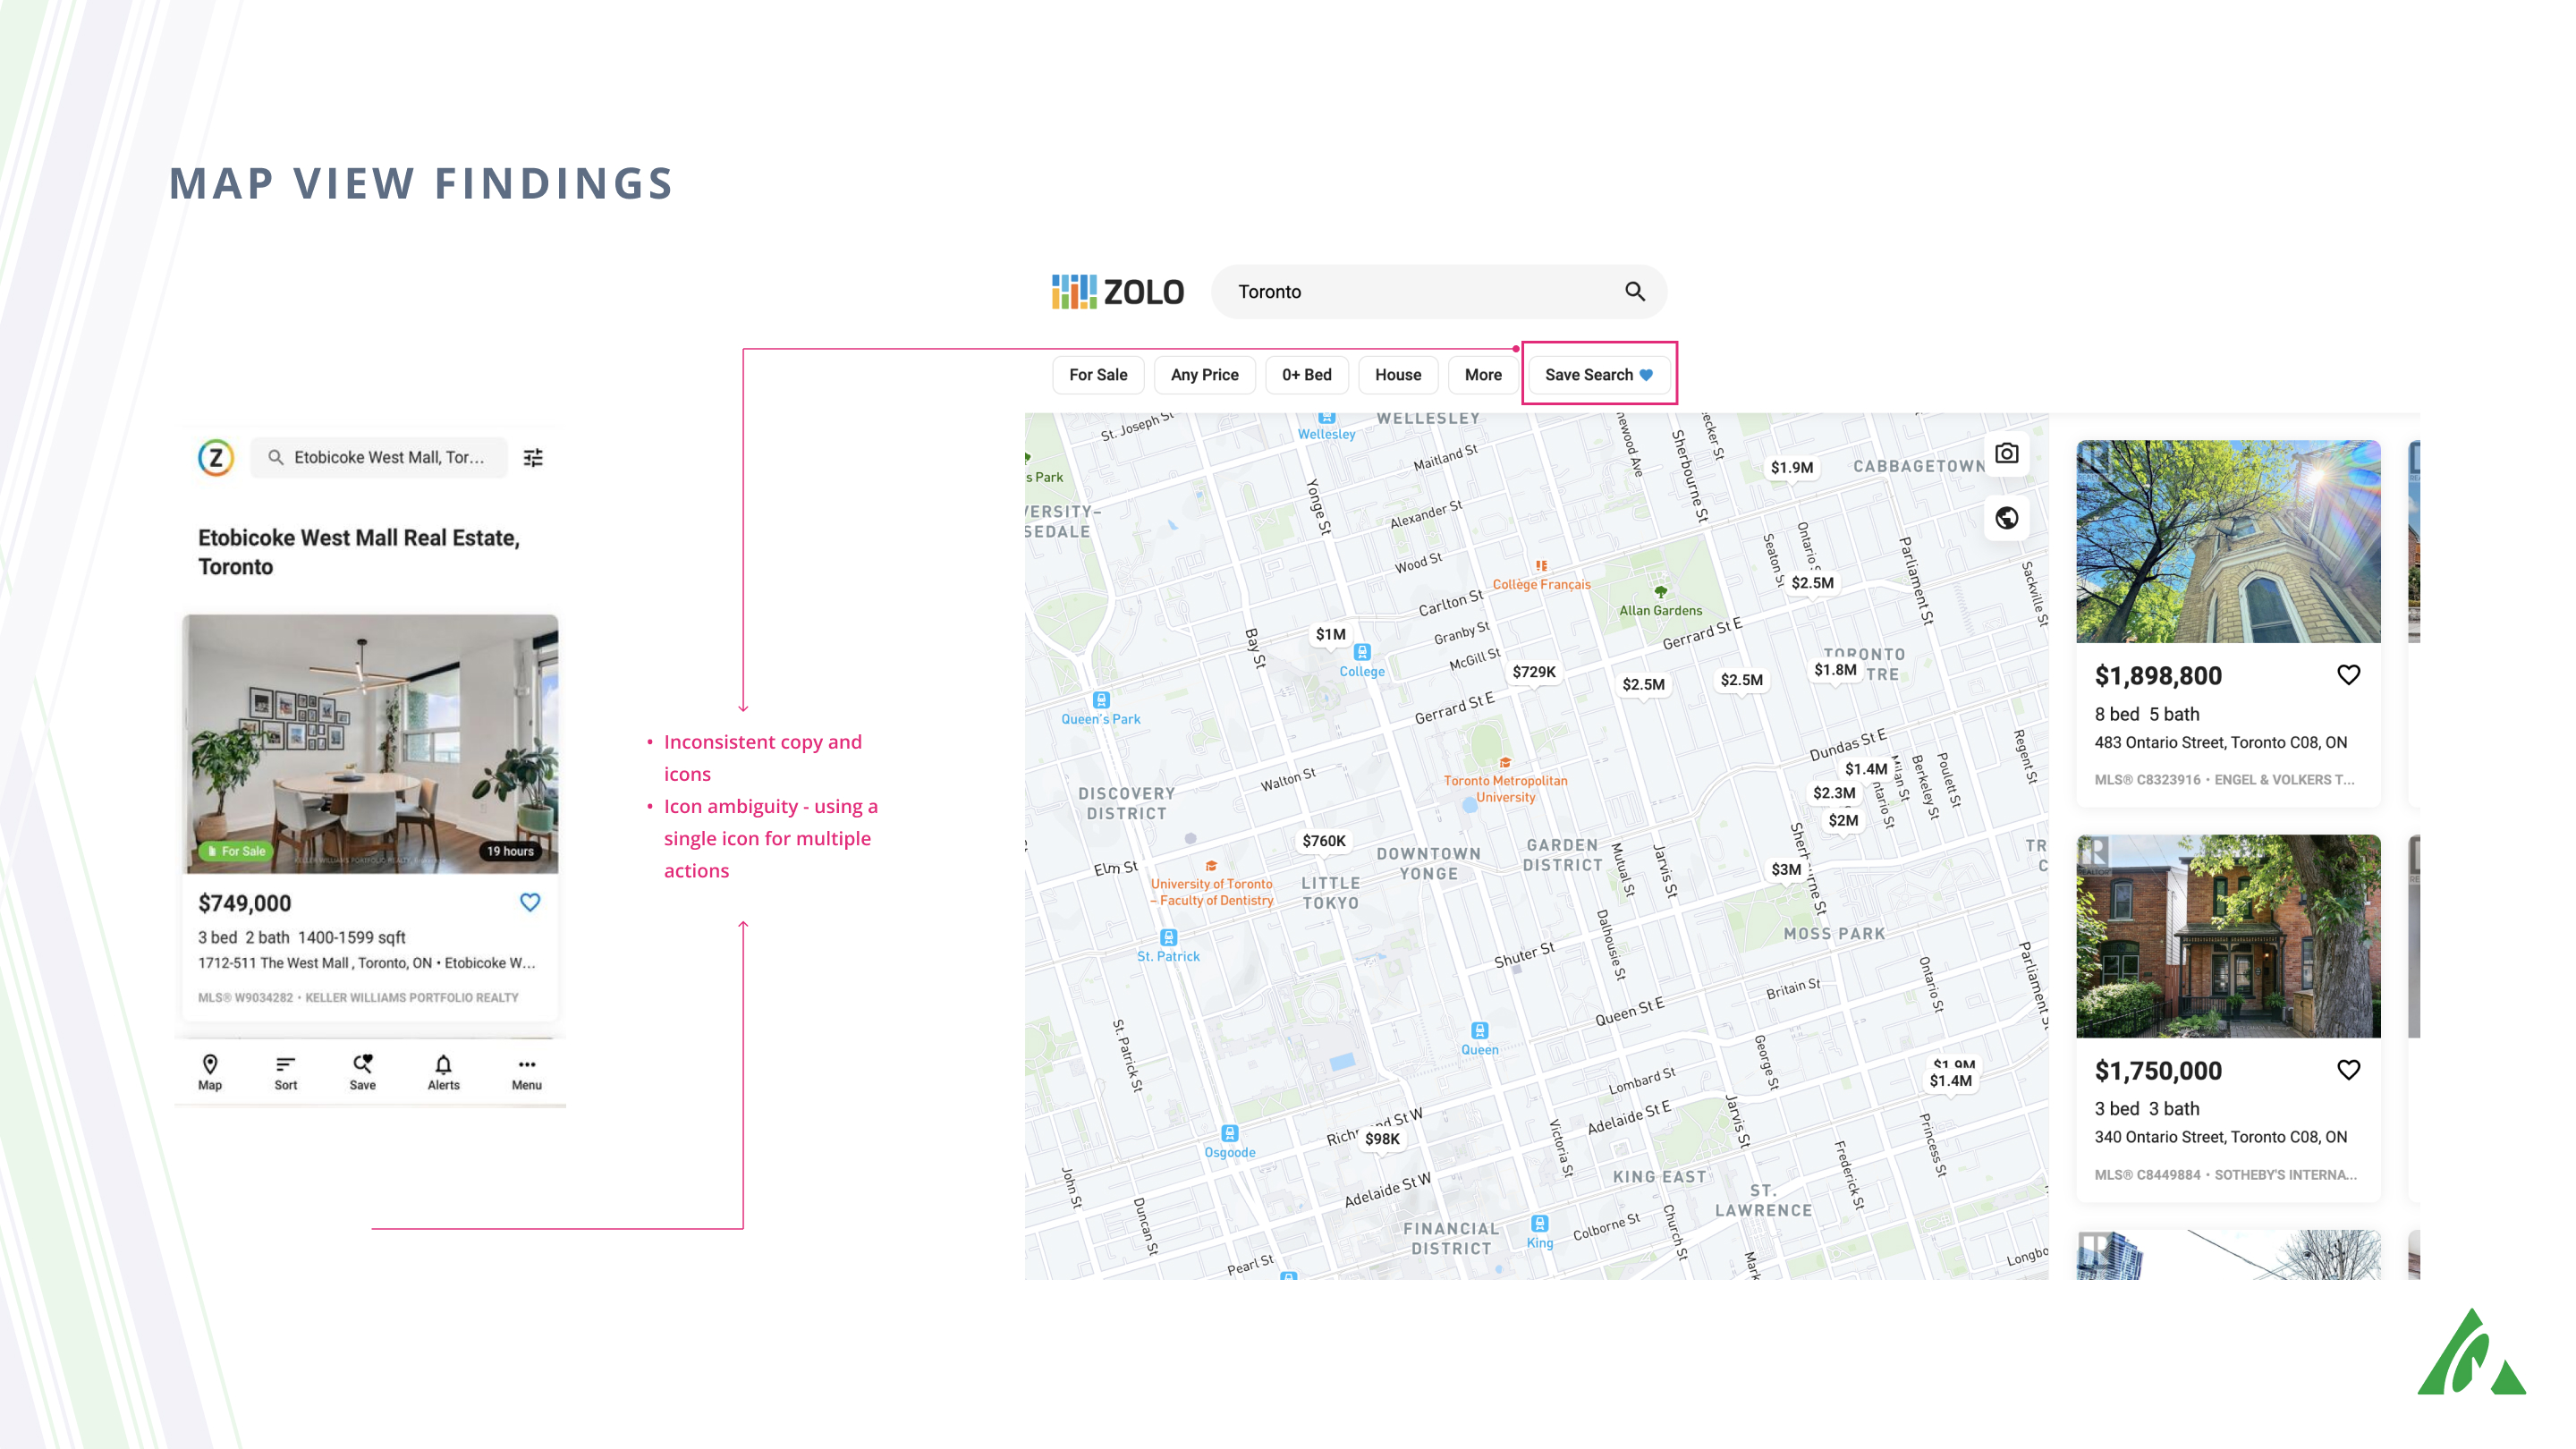 MAP VIEW FINDINGS
ZOLO
Toronto
For Sale
Any Price
0+ Bed
House
More
Save Search
Etobicoke West Mall, Tor...
Etobicoke West Mall Real Estate,
Toronto
For Sale
19 hours
$749,000
3 bed 2 bath 1400-1599 sqft
1712-511 The West Mall , Toronto, ON • Etobicoke W...
MLS® W9034282 • KELLER WILLIAMS PORTFOLIO REALTY
Map
Sort
Save
Alerts
Menu
• Inconsistent copy and
icons
• Icon ambiguity - using a
single icon for multiple
actions
St. Joseph St
Wellesley
WELLESLEY
Maitland St
Sherbourne St
$1.9M
CABBAGETOWN
s Park
VERSITY–
SEDALE
Yonge St
Alexander St
Wood St
Collège Français
Seaton St
Ontario S
$2.5M
Parliament St
Sackville St
Carlton St
Allan Gardens
Granby St
Gerrard St E
Bay St
$1M
College
McGill St
$729K
$2.5M
$2.5M
TORONTO
TRE
$1.8M
Queen's Park
Gerrard St E
Dundas St E
Regent St
Walton St
Toronto Metropolitan
University
$1.4M
Milan St
Berkeley St
Poulett St
$2.3M
ntario St
$2M
DISCOVERY
DISTRICT
$760K
DOWNTOWN
YONGE
GARDEN
DISTRICT
Mutual St
Jarvis St
$3M
TR
C
Elm St
University of Toronto
– Faculty of Dentistry
LITTLE
TOKYO
St. Patrick
Shuter St
Dalhousie St
MOSS PARK
Parliament S
Queen St E
Britain St
Ontario St
St. Patrick St
Queen
George St
$1.9M
$1.4M
Lombard St
Adelaide St E
Jarvis St
Princess St
$98K
Osgoode
Victoria St
Frederick St
John St
Adelaide St W
KING EAST
ST.
LAWRENCE
Duncan St
FINANCIAL
DISTRICT
King
Colborne St
Church St
Pearl St
Mark
Longbo
$1,898,800
8 bed 5 bath
483 Ontario Street, Toronto C08, ON
MLS® C8323916 • ENGEL & VOLKERS T...
$1,750,000
3 bed 3 bath
340 Ontario Street, Toronto C08, ON
MLS® C8449884 • SOTHEBY'S INTERNA...